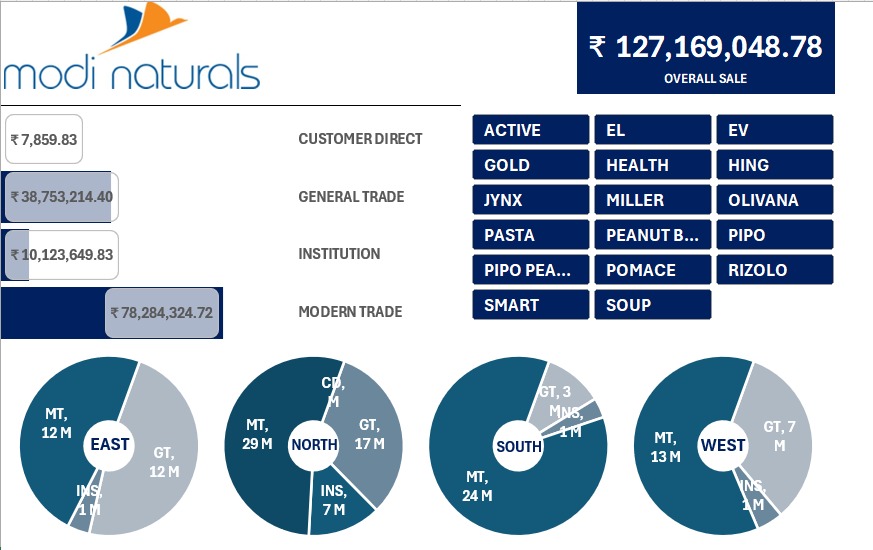 modi naturals
₹ 127,169,048.78
OVERALL SALE
₹ 7,859.83
CUSTOMER DIRECT
₹ 38,753,214.40
GENERAL TRADE
₹ 10,123,649.83
INSTITUTION
₹ 78,284,324.72
MODERN TRADE
ACTIVE
EL
EV
GOLD
HEALTH
HING
JYNX
MILLER
OLIVANA
PASTA
PEANUT B...
PIPO
PIPO PEA...
POMACE
RIZOLO
SMART
SOUP
MT,
12 M
EAST
GT,
12 M
INS,
1 M
CD,
M
MT,
29 M
NORTH
GT,
17 M
INS,
7 M
GT, 3
M
INS,
1 M
SOUTH
MT,
24 M
MT,
13 M
WEST
GT, 7
M
INS,
1 M